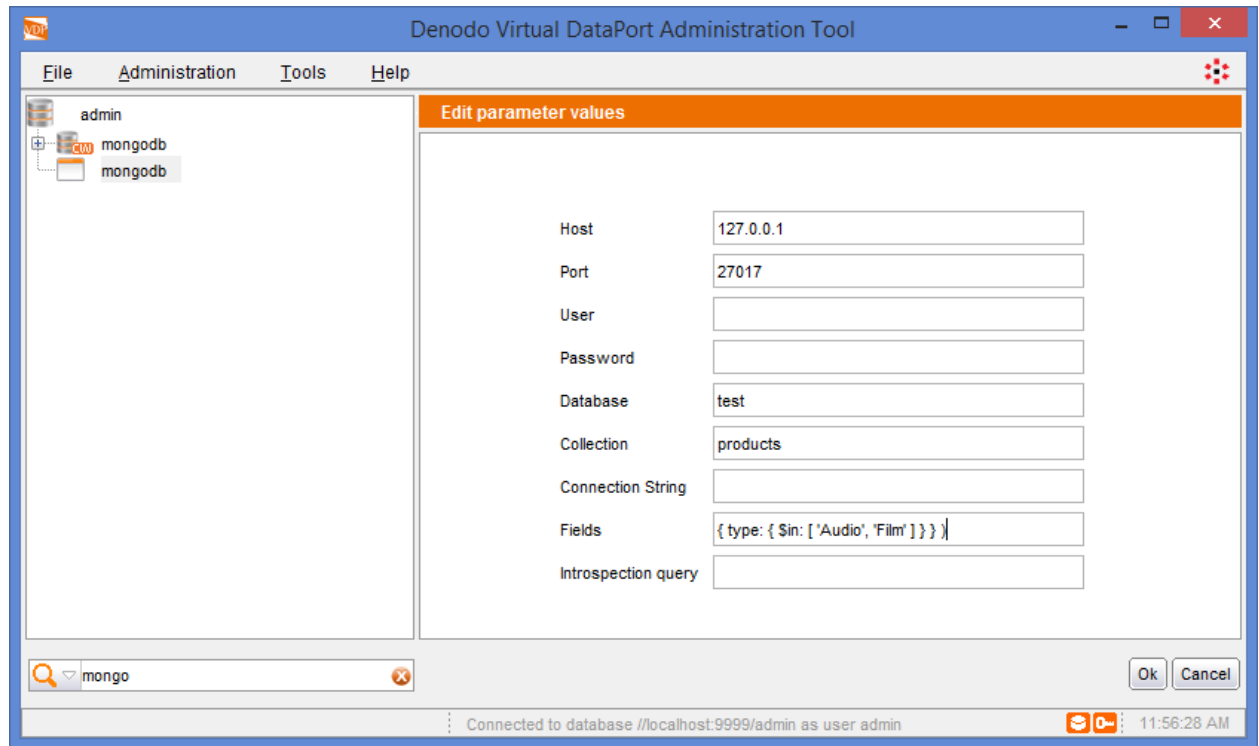 VDP
Denodo Virtual DataPort Administration Tool
File Administration Tools Help
admin
mongodb
mongodb
CW
Edit parameter values
Host 127.0.0.1
Port 27017
User
Password
Database test
Collection products
Connection String
Fields { type: { $in: [ 'Audio', 'Film' ] } } )
Introspection query
mongo
Ok Cancel
Connected to database //localhost:9999/admin as user admin 11:56:28 AM